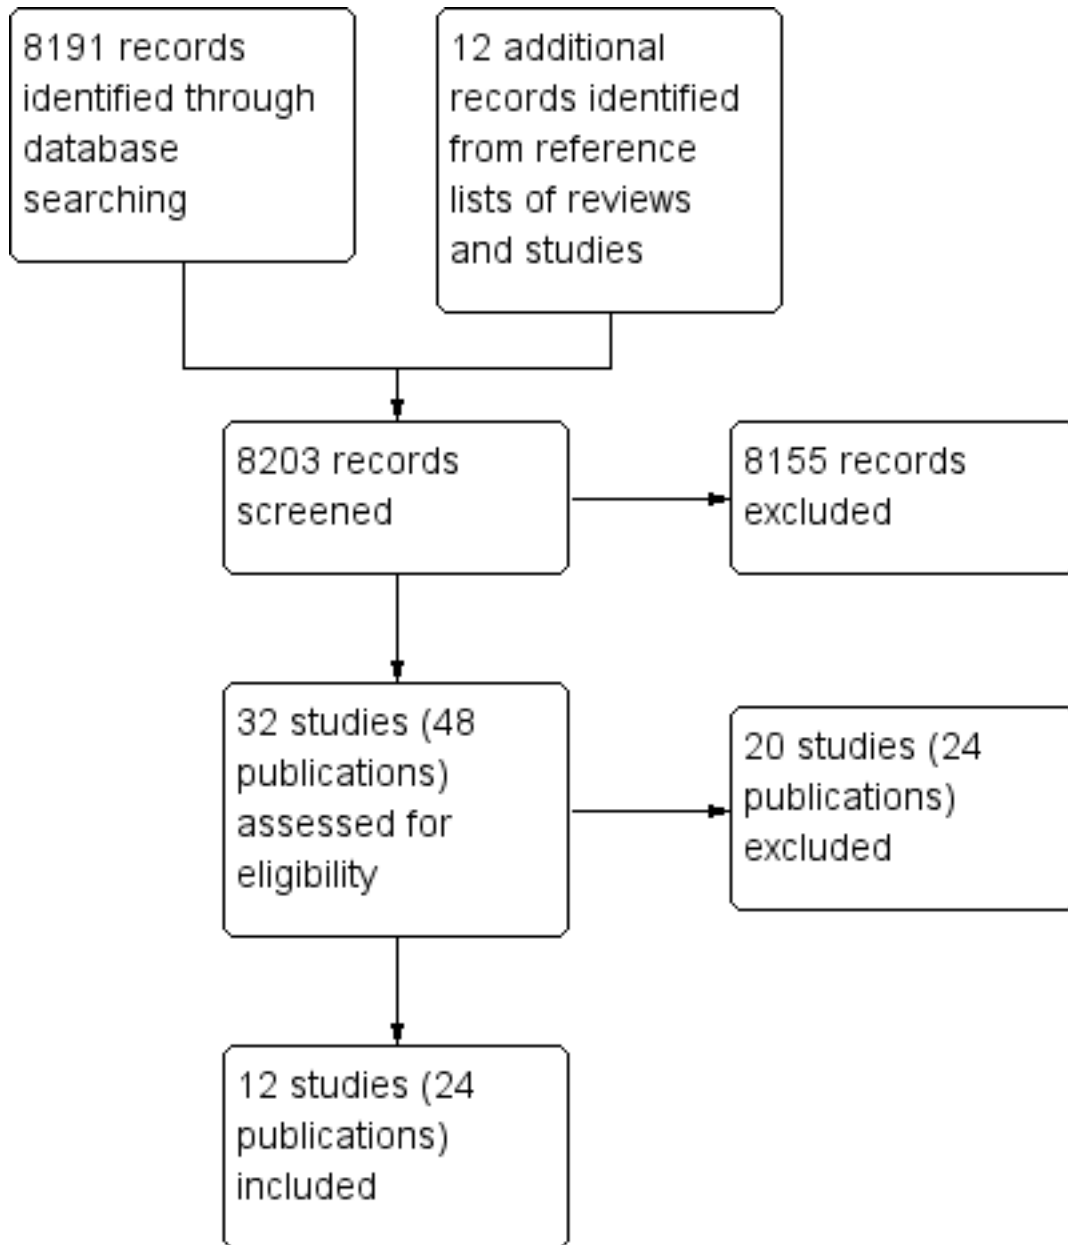 8191 records
identified through
database
searching
12 additional
records identified
from reference
lists of reviews
and studies
8203 records
screened
8155 records
excluded
32 studies (48
publications)
assessed for
eligibility
20 studies (24
publications)
excluded
12 studies (24
publications)
included